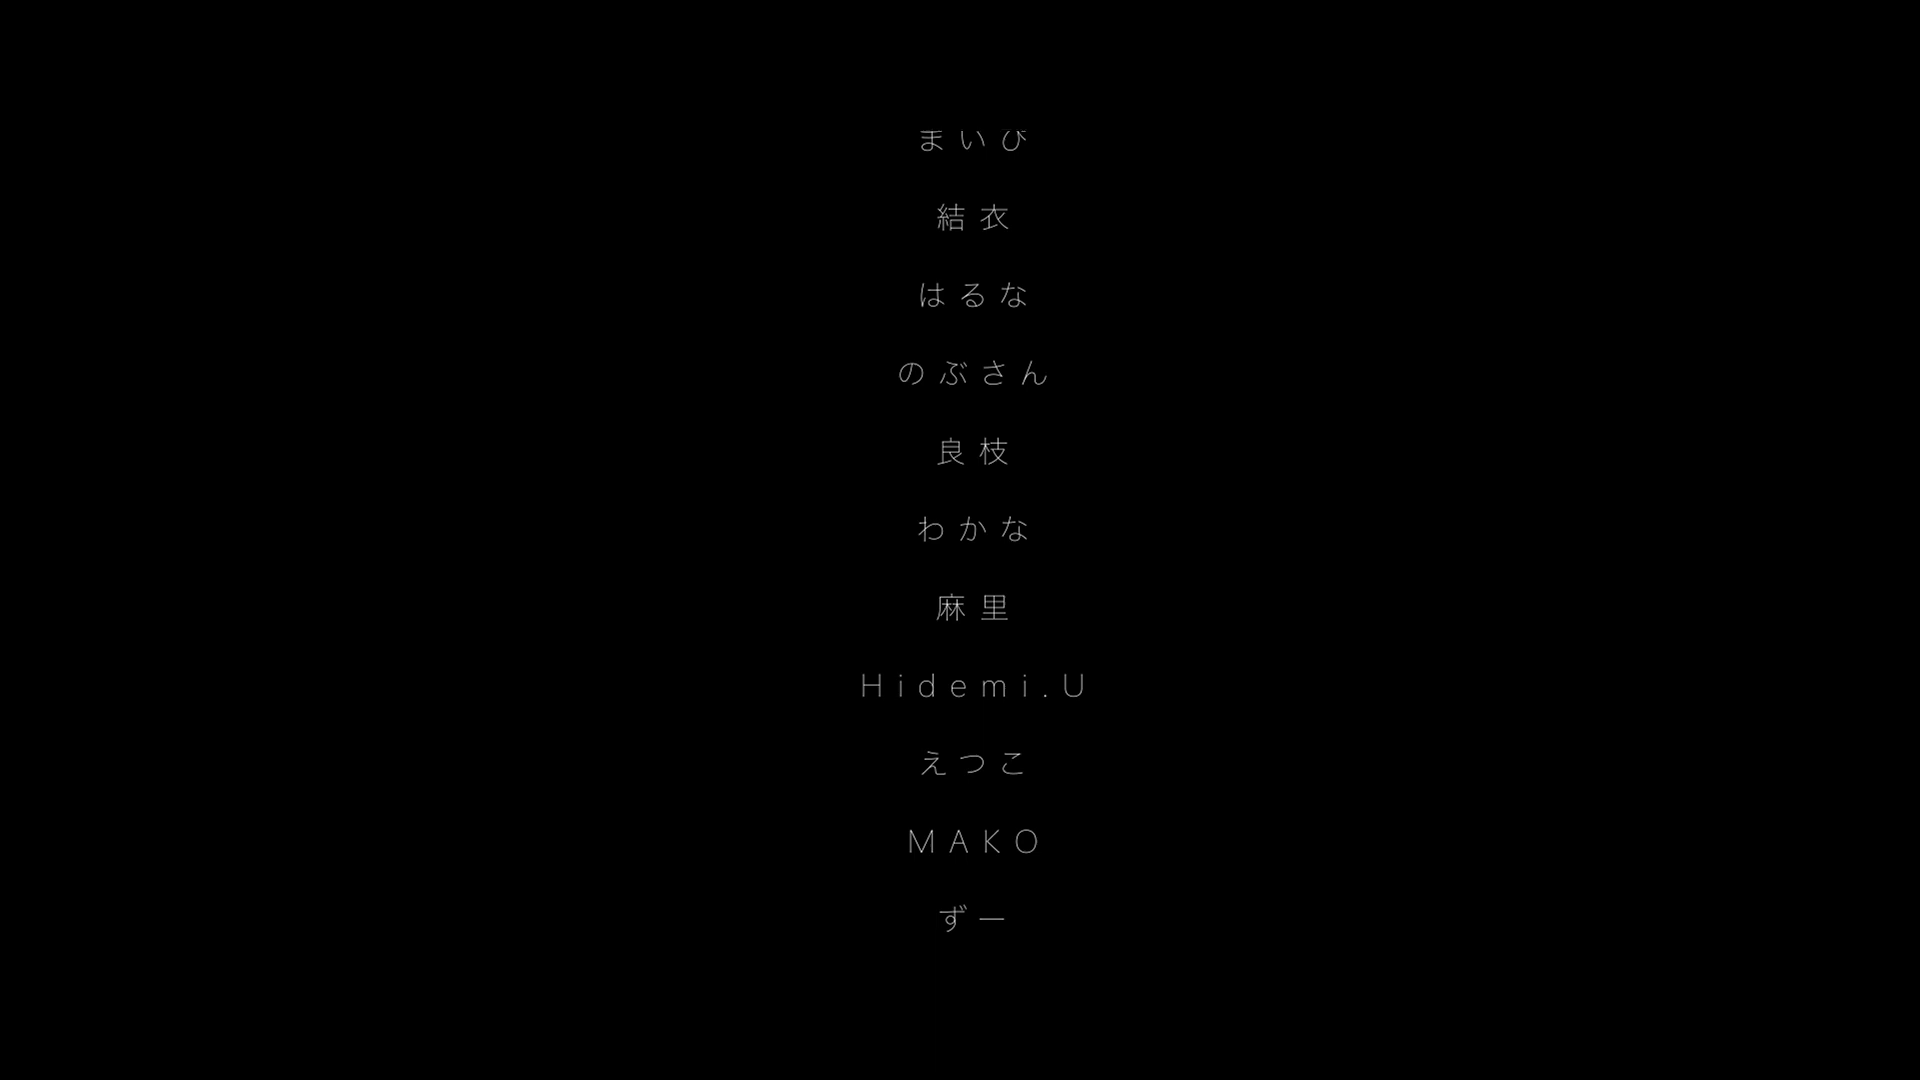 まいび
結衣
はるな
のぶさん
良枝
わかな
麻里
Hidemi.U
えつこ
MAKO
ずー